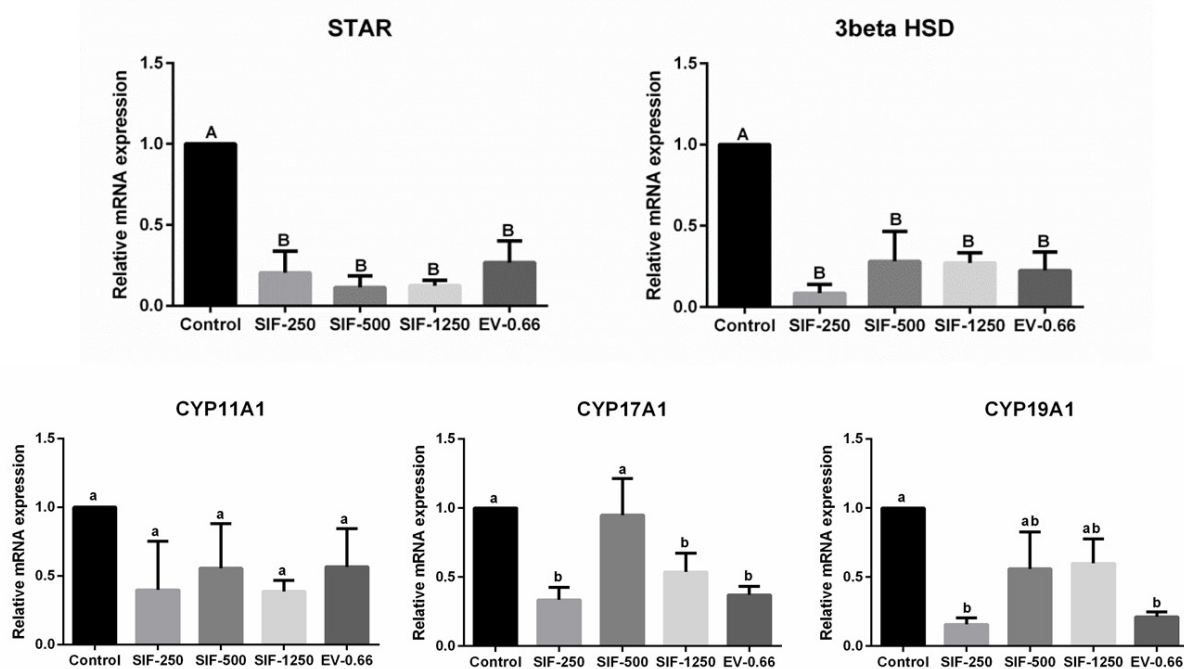 STAR
Relative mRNA expression
1.5
1.0
0.5
0.0
A
B
B
B
B
Control SIF-250 SIF-500 SIF-1250 EV-0.66
3beta HSD
Relative mRNA expression
1.5
1.0
0.5
0.0
A
B
B
B
B
Control SIF-250 SIF-500 SIF-1250 EV-0.66
CYP11A1
Relative mRNA expression
1.5
1.0
0.5
0.0
a
a
a
a
a
Control SIF-250 SIF-500 SIF-1250 EV-0.66
CYP17A1
Relative mRNA expression
1.5
1.0
0.5
0.0
a
b
a
b
b
Control SIF-250 SIF-500 SIF-1250 EV-0.66
CYP19A1
Relative mRNA expression
1.5
1.0
0.5
0.0
a
b
ab
ab
b
Control SIF-250 SIF-500 SIF-1250 EV-0.66